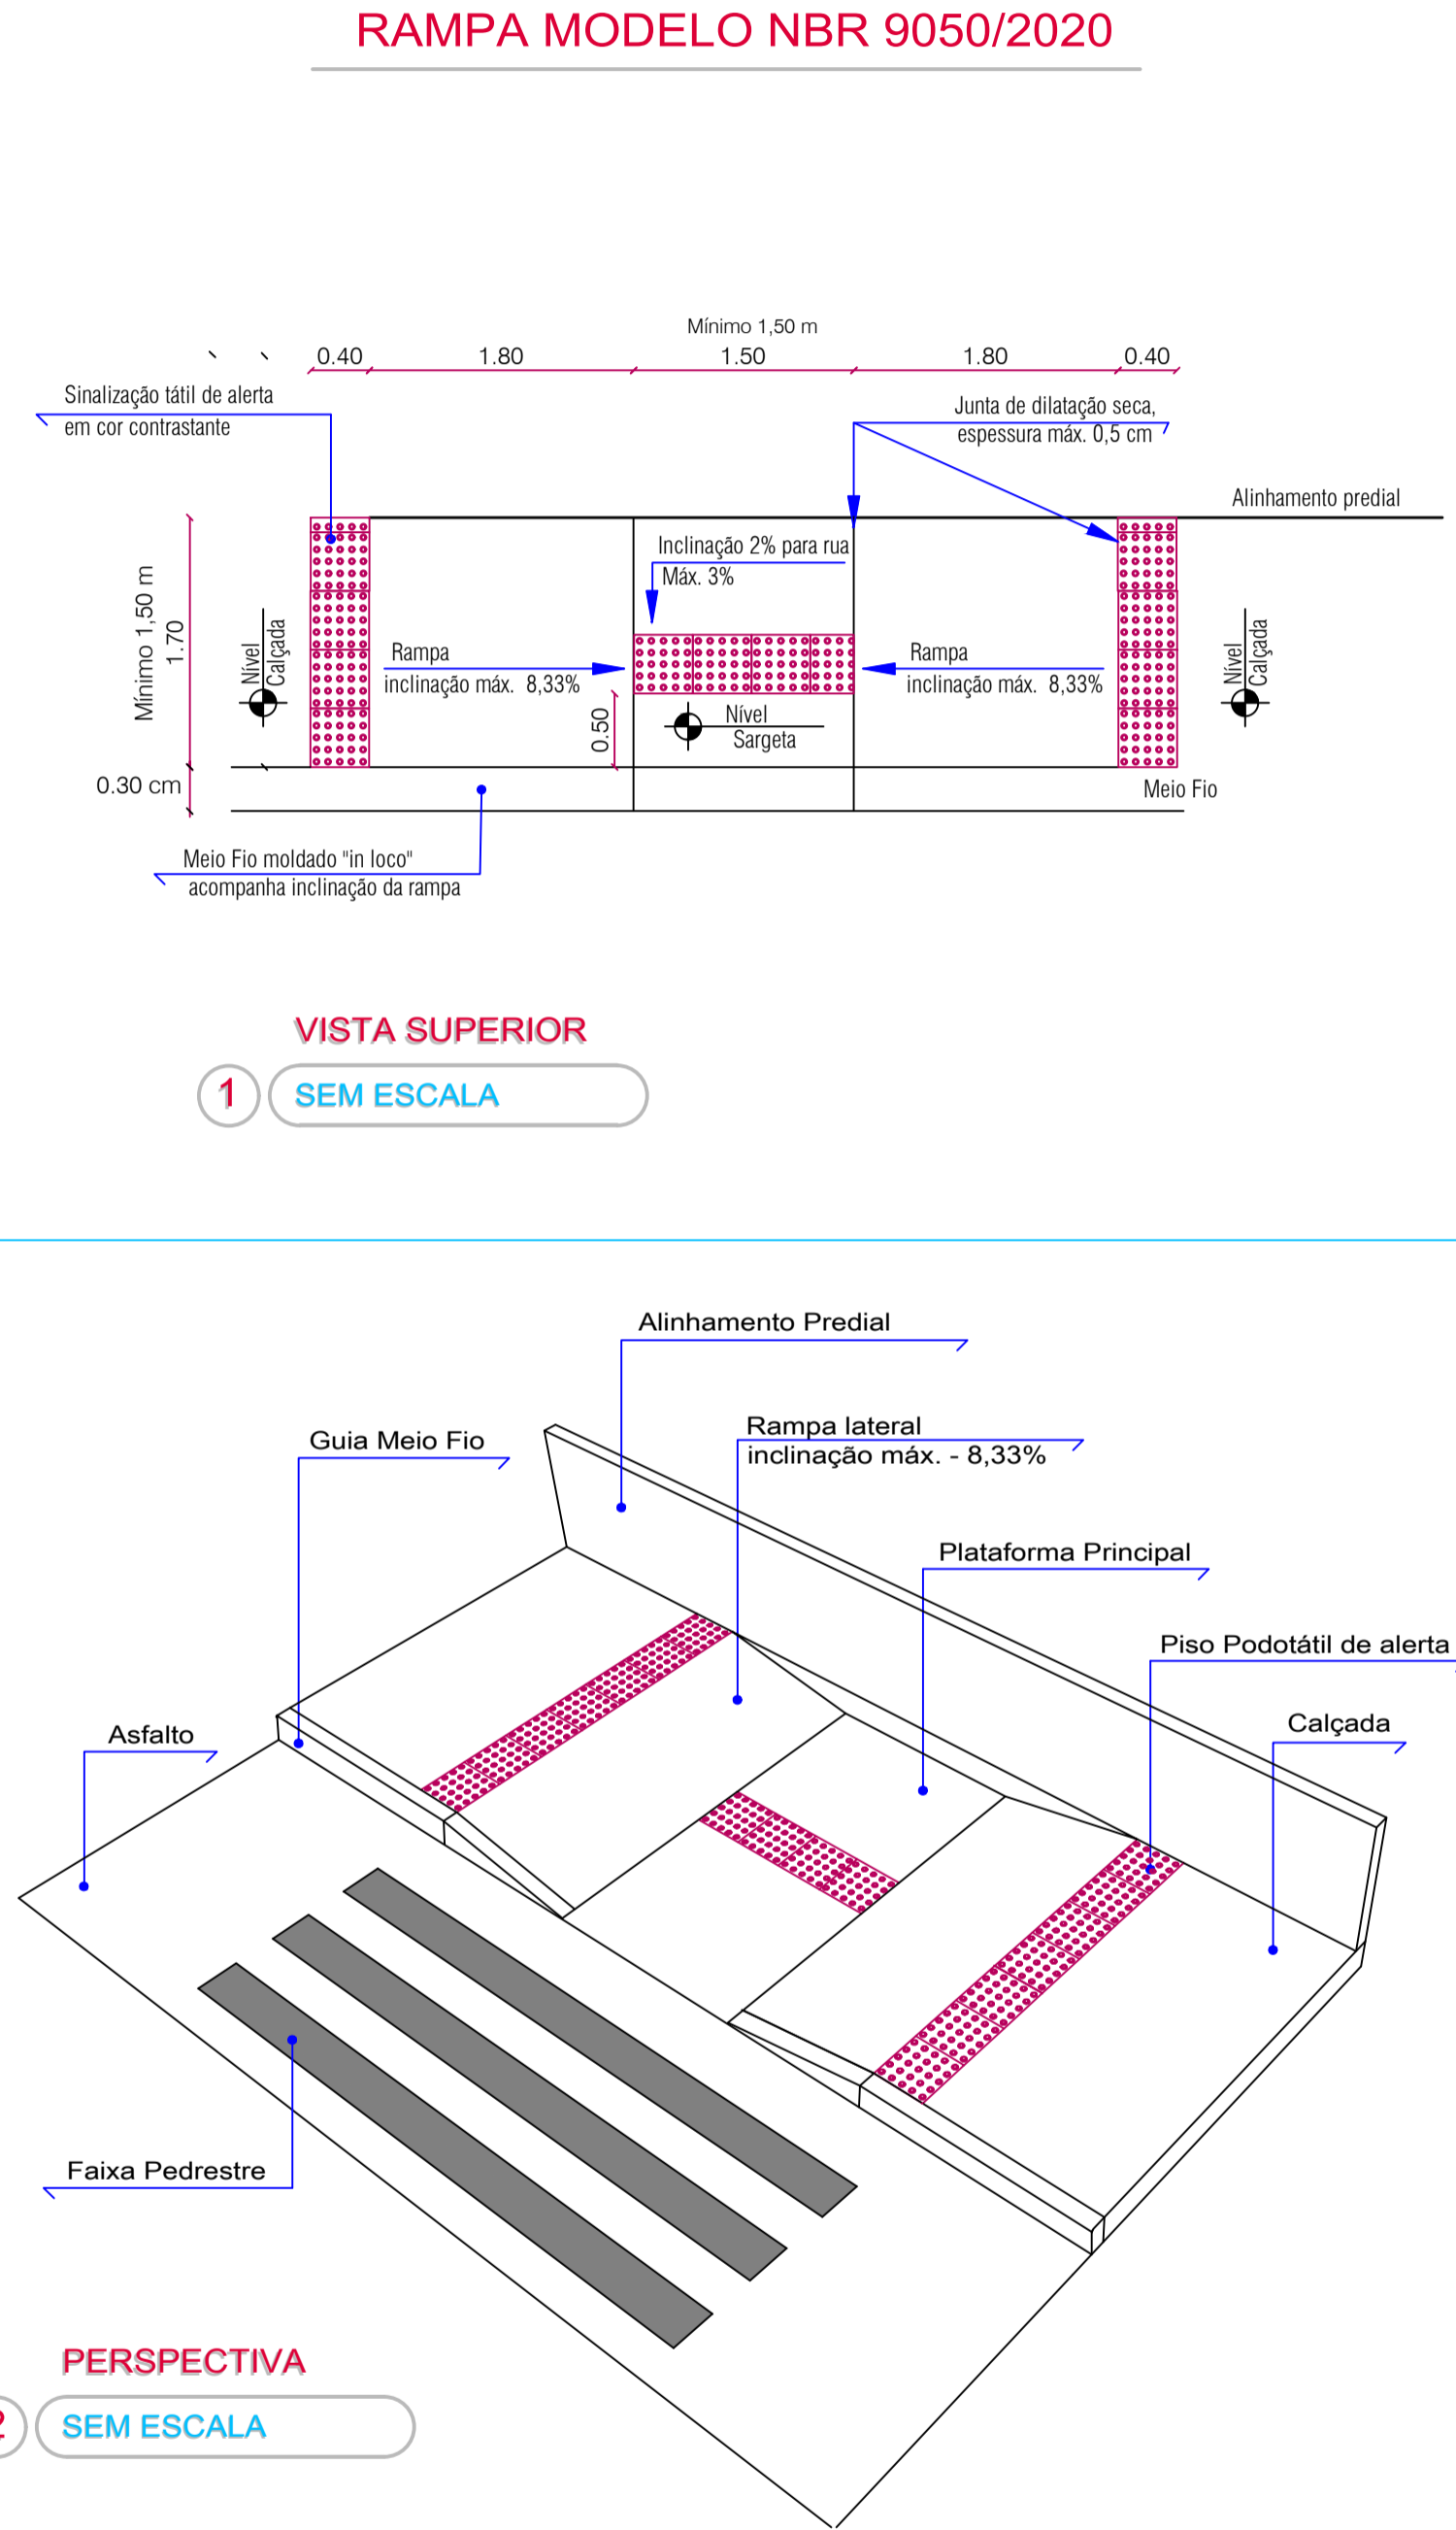 RAMPA MODELO NBR 9050/2020
Mínimo 1,50 m
0.40
1.80
1.50
1.80
0.40
Sinalização tátil de alerta
em cor contrastante
Junta de dilatação seca,
espessura máx. 0,5 cm
Alinhamento predial
Inclinação 2% para rua
Máx. 3%
Mínimo 1,50 m
1.70
Nível
Calçada
Rampa
inclinação máx. 8,33%
Rampa
inclinação máx. 8,33%
Nível
Calçada
0.50
Nível
Sargeta
0.30 cm
Meio Fio
Meio Fio moldado "in loco"
acompanha inclinação da rampa
VISTA SUPERIOR
1
SEM ESCALA
Alinhamento Predial
Rampa lateral
inclinação máx. - 8,33%
Guia Meio Fio
Plataforma Principal
Piso Podotátil de alerta
Calçada
Asfalto
Faixa Pedrestre
PERSPECTIVA
2
SEM ESCALA